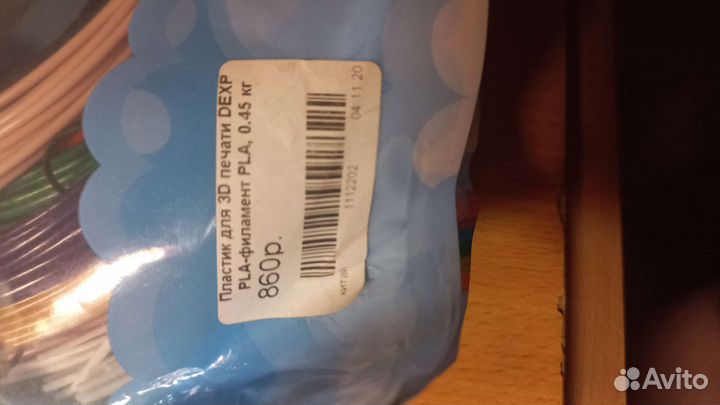 Пластик для 3D печати DEXP
PLA-филамент PLA, 0.45 кг
860р.
1112202
04 11 20
китай
Avito